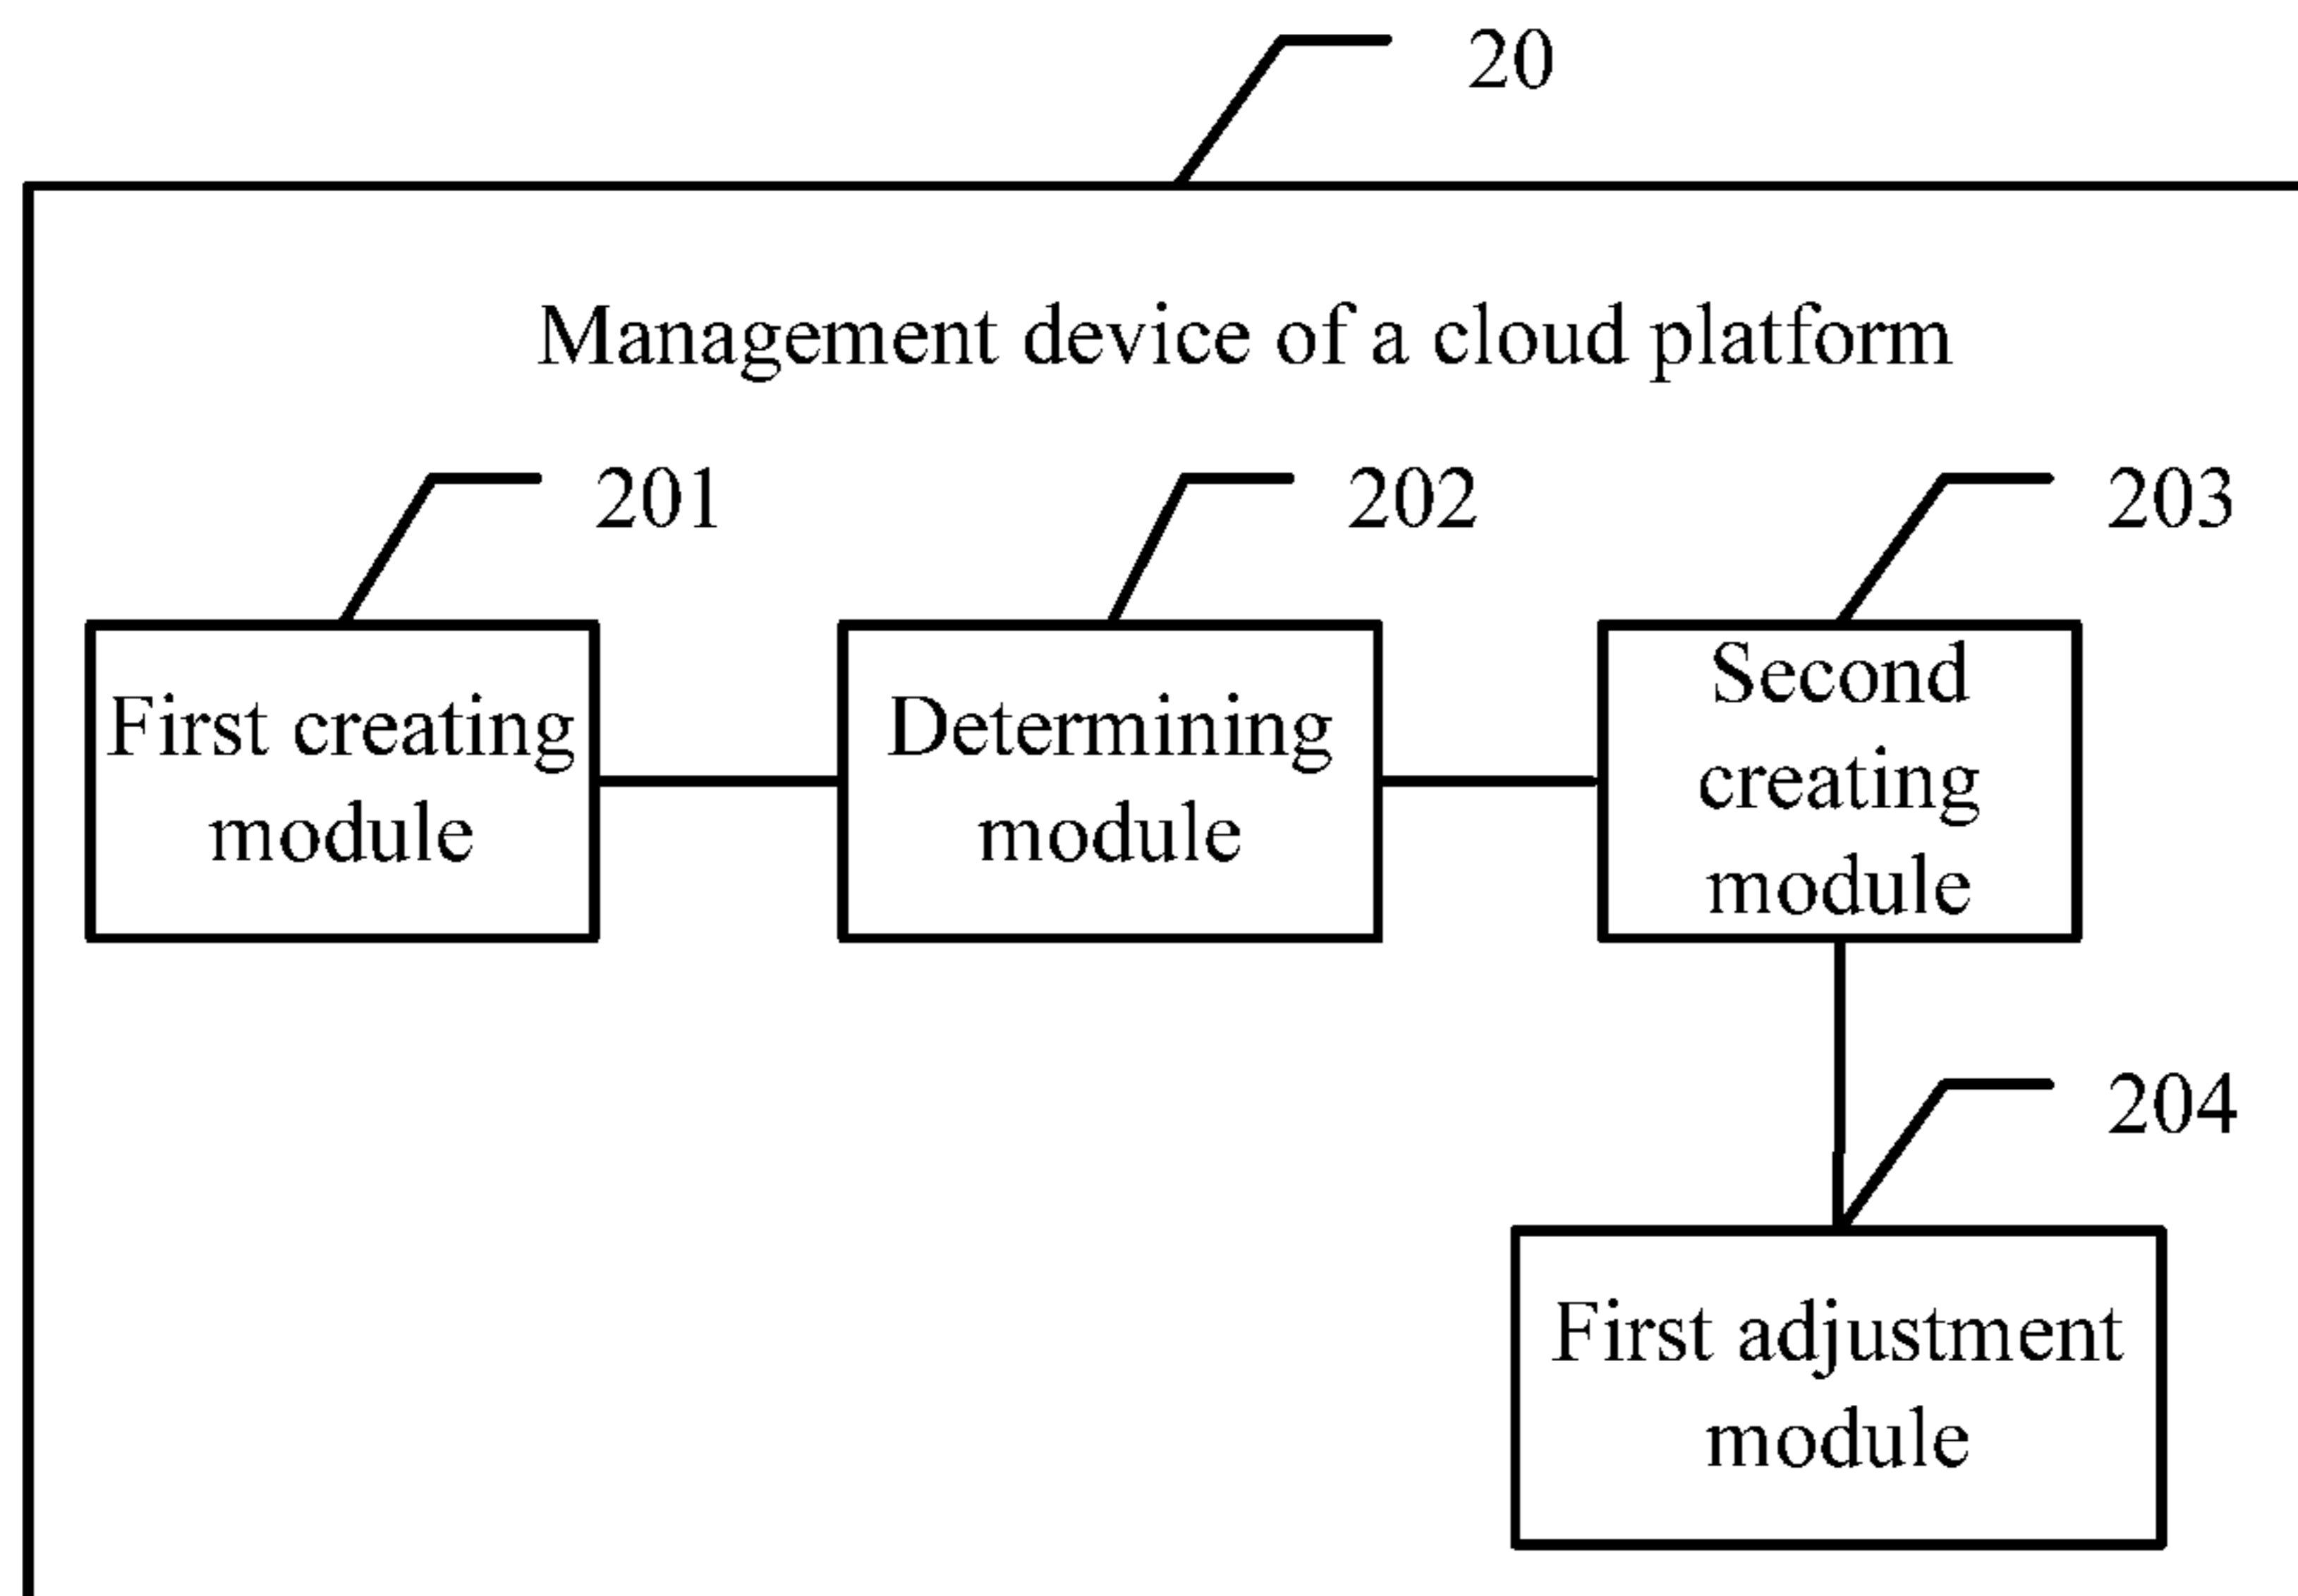 20
Management device of a cloud platform
201
202
203
First creating
module
Determining
module
Second
creating
module
204
First adjustment
module